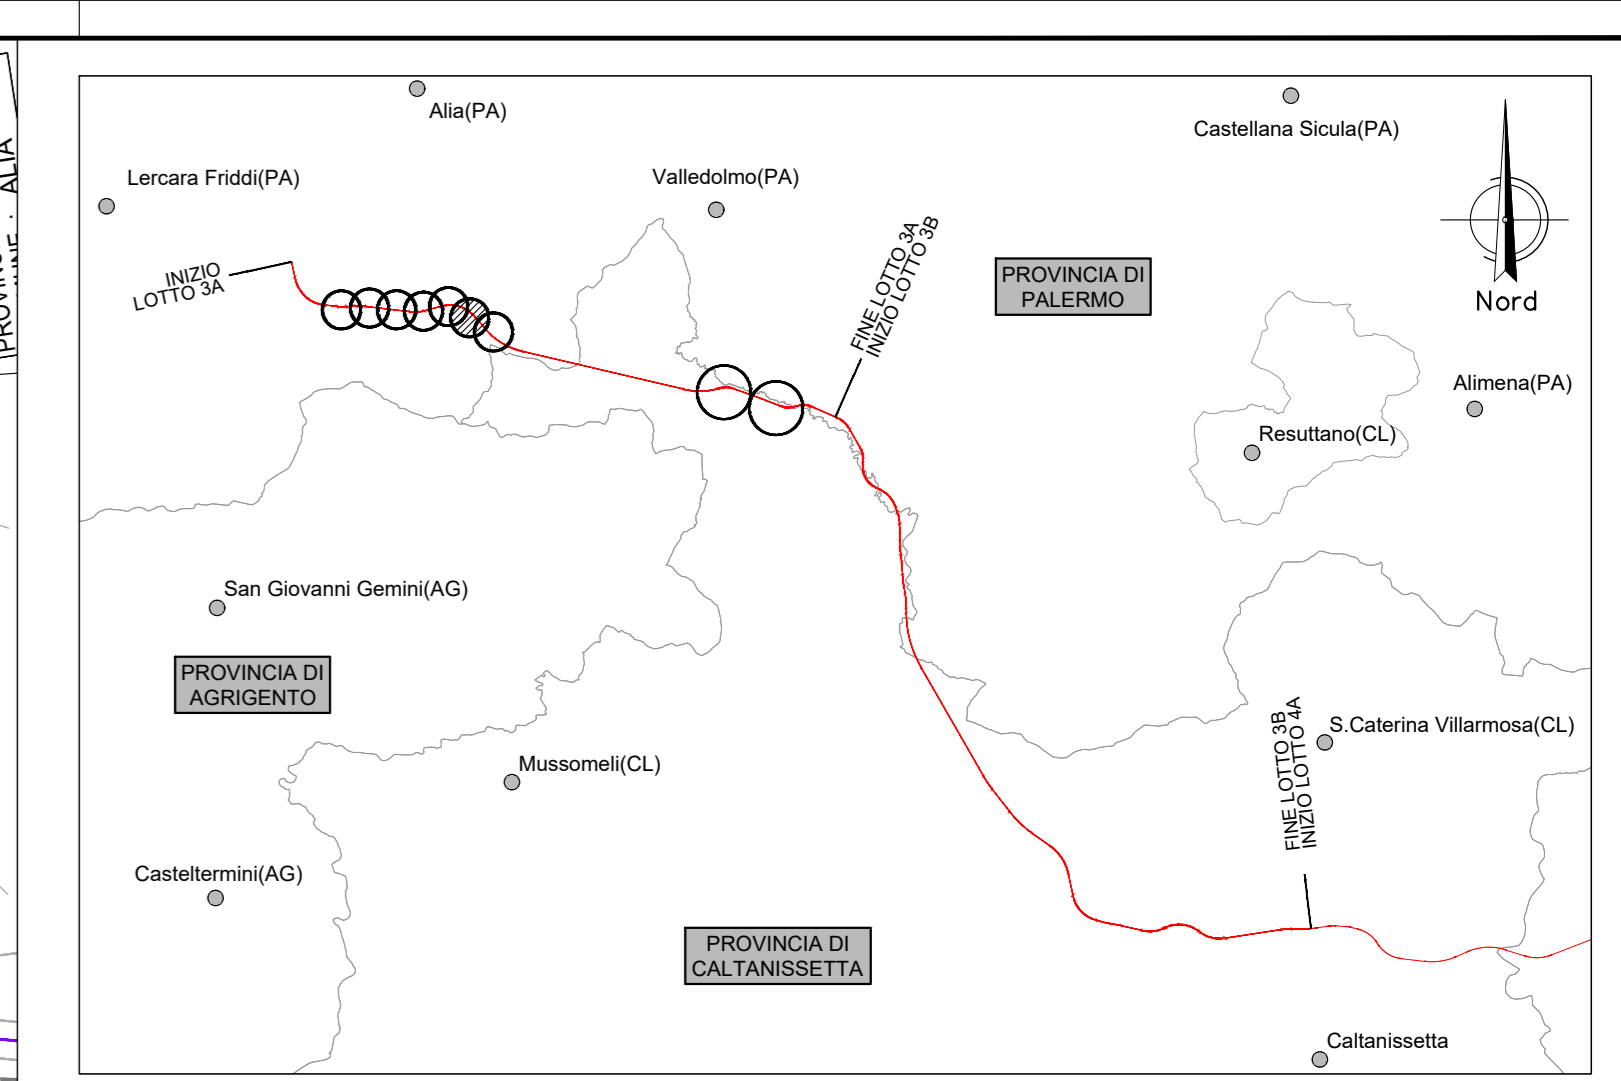 Alia(PA)
Castellana Sicula(PA)
Lercara Friddi(PA)
Valledolmo(PA)
INIZIO
LOTTO 3A
FINE LOTTO 3A
INIZIO LOTTO 3B
PROVINCIA DI
PALERMO
Nord
Alimena(PA)
Resuttano(CL)
San Giovanni Gemini(AG)
PROVINCIA DI
AGRIGENTO
Mussomeli(CL)
FINE LOTTO 3B
INIZIO LOTTO 4A
S.Caterina Villarmosa(CL)
Casteltermini(AG)
PROVINCIA DI
CALTANISSETTA
Caltanissetta
ALIA